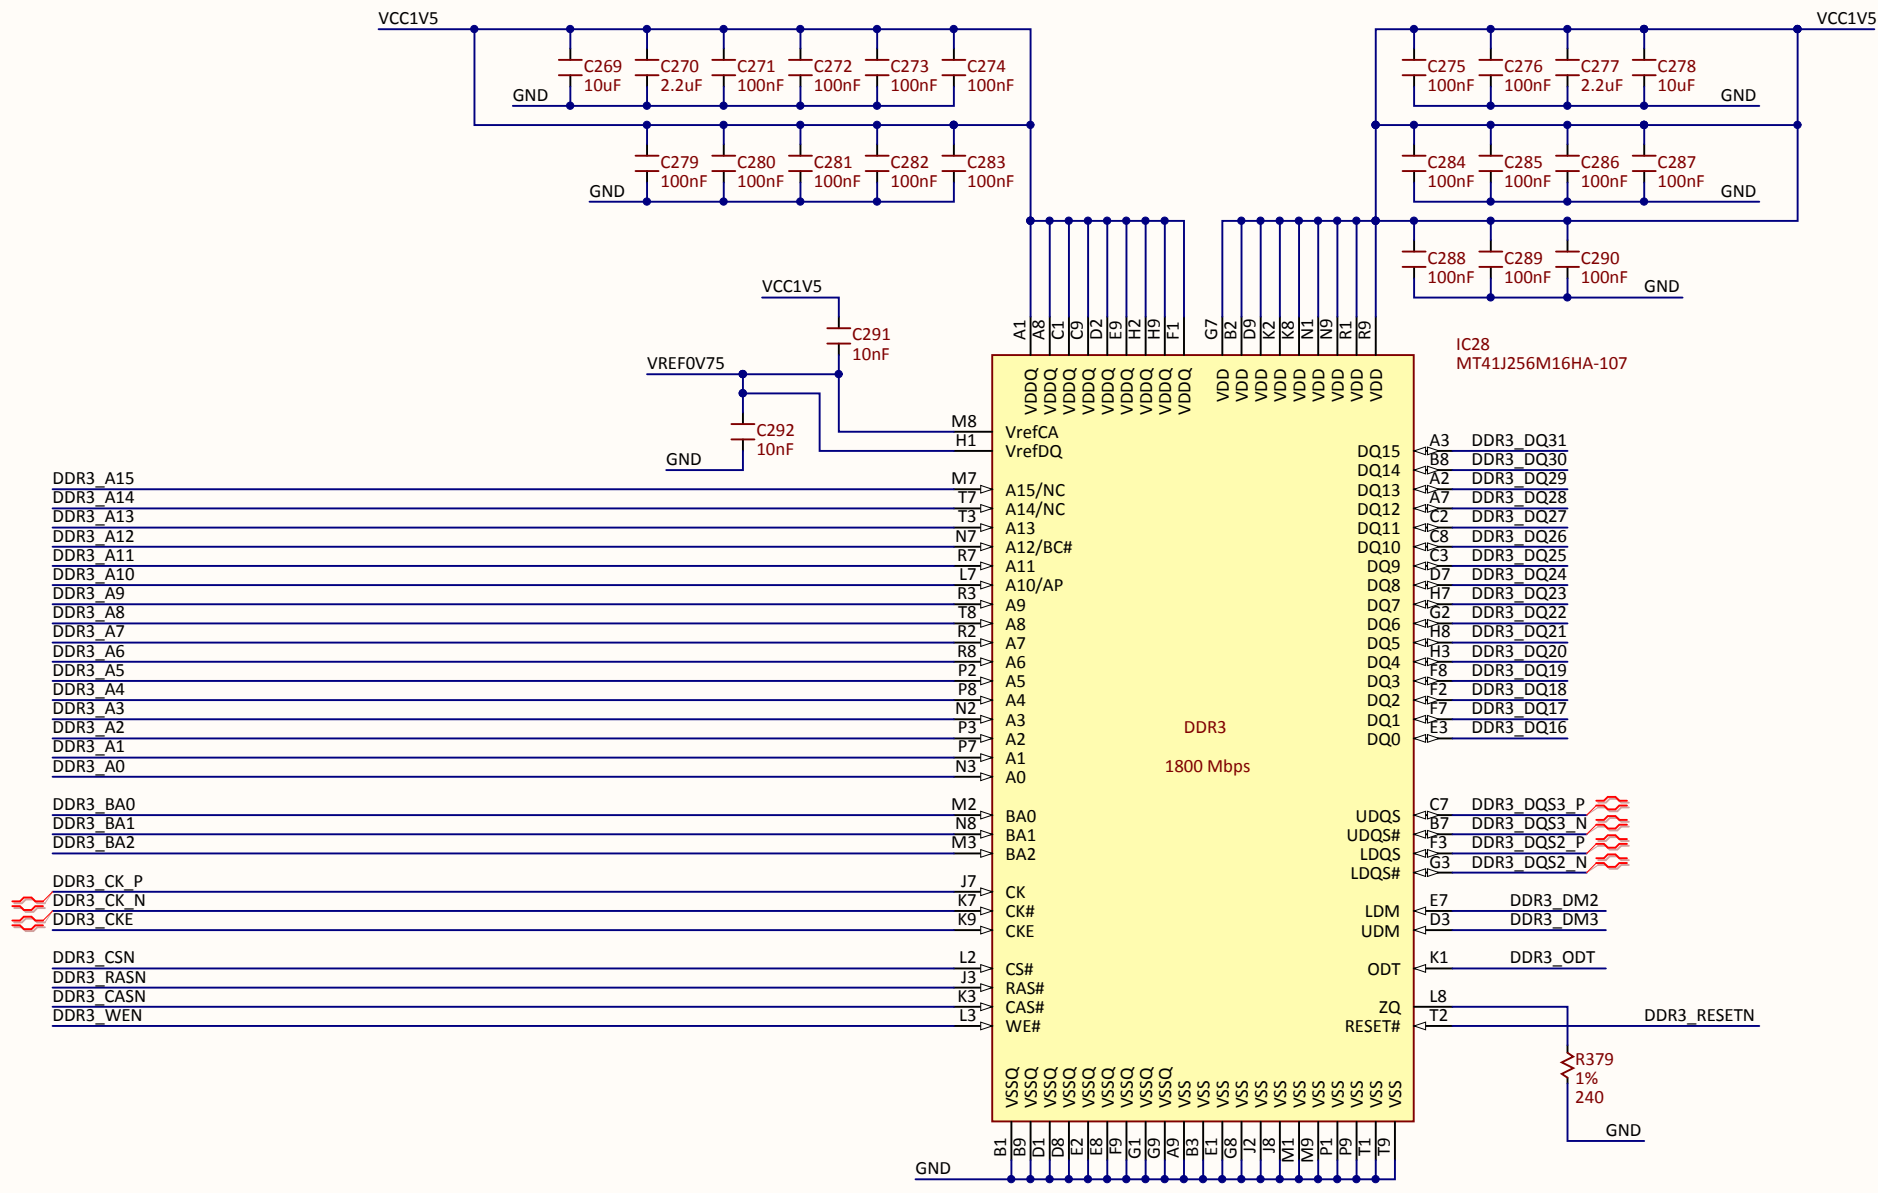 VCC1V5
VCC1V5
C269
10uF
C270
2.2uF
C271
100nF
C272
100nF
C273
100nF
C274
100nF
GND
C275
100nF
C276
100nF
C277
2.2uF
C278
10uF
GND
C279
100nF
C280
100nF
C281
100nF
C282
100nF
C283
100nF
GND
C284
100nF
C285
100nF
C286
100nF
C287
100nF
GND
C288
100nF
C289
100nF
C290
100nF
GND
VCC1V5
C291
10nF
VREF0V75
C292
10nF
GND
A1 A8 C1 C9 D2 E9 H2 H9 F1
G7 B2 D9 K2 K8 N1 N9 R1 R9
VDDQ VDDQ VDDQ VDDQ VDDQ VDDQ VDDQ VDDQ VDDQ
VDD VDD VDD VDD VDD VDD VDD VDD VDD
IC28
MT41J256M16HA-107
M8 VrefCA
H1 VrefDQ
DDR3_A15 M7 A15/NC
DDR3_A14 T7 A14/NC
DDR3_A13 T3 A13
DDR3_A12 N7 A12/BC#
DDR3_A11 R7 A11
DDR3_A10 L7 A10/AP
DDR3_A9 R3 A9
DDR3_A8 T8 A8
DDR3_A7 R2 A7
DDR3_A6 R8 A6
DDR3_A5 P2 A5
DDR3_A4 P8 A4
DDR3_A3 N2 A3
DDR3_A2 P3 A2
DDR3_A1 P7 A1
DDR3_A0 N3 A0
DDR3_BA0 M2 BA0
DDR3_BA1 N8 BA1
DDR3_BA2 M3 BA2
DDR3_CK_P J7 CK
DDR3_CK_N K7 CK#
DDR3_CKE K9 CKE
DDR3_CSN L2 CS#
DDR3_RASN J3 RAS#
DDR3_CASN K3 CAS#
DDR3_WEN L3 WE#
DDR3
1800 Mbps
DQ15 A3 DDR3_DQ31
DQ14 B8 DDR3_DQ30
DQ13 A2 DDR3_DQ29
DQ12 A7 DDR3_DQ28
DQ11 C2 DDR3_DQ27
DQ10 C8 DDR3_DQ26
DQ9 C3 DDR3_DQ25
DQ8 D7 DDR3_DQ24
DQ7 H7 DDR3_DQ23
DQ6 G2 DDR3_DQ22
DQ5 H8 DDR3_DQ21
DQ4 H3 DDR3_DQ20
DQ3 F8 DDR3_DQ19
DQ2 F2 DDR3_DQ18
DQ1 F7 DDR3_DQ17
DQ0 E3 DDR3_DQ16
UDQS C7 DDR3_DQS3_P
UDQS# B7 DDR3_DQS3_N
LDQS F3 DDR3_DQS2_P
LDQS# G3 DDR3_DQS2_N
LDM E7 DDR3_DM2
UDM D3 DDR3_DM3
ODT K1 DDR3_ODT
ZQ L8
RESET# T2 DDR3_RESETN
R379
1%
240
GND
VSSQ VSSQ VSSQ VSSQ VSSQ VSSQ VSSQ VSSQ VSSQ VSS VSS VSS VSS VSS VSS VSS VSS VSS VSS VSS VSS
B1 B9 D1 D8 E2 E8 F9 G1 G9 A9 B3 E1 G8 J2 J8 M1 M9 P1 P9 T1 T9
GND